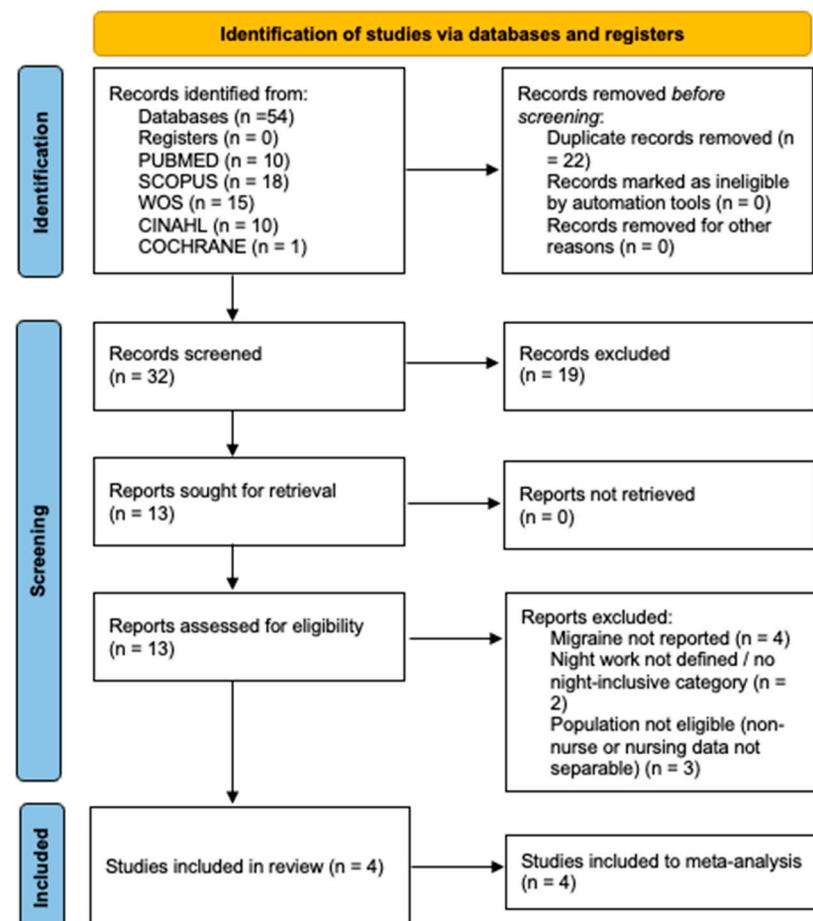 Identification of studies via databases and registers
Identification
Records identified from:
Databases (n =54)
Registers (n = 0)
PUBMED (n = 10)
SCOPUS (n = 18)
WOS (n = 15)
CINAHL (n = 10)
COCHRANE (n = 1)
Records removed before
screening:
Duplicate records removed (n
= 22)
Records marked as ineligible
by automation tools (n = 0)
Records removed for other
reasons (n = 0)
Screening
Records screened
(n = 32)
Records excluded
(n = 19)
Reports sought for retrieval
(n = 13)
Reports not retrieved
(n = 0)
Reports assessed for eligibility
(n = 13)
Reports excluded:
Migraine not reported (n = 4)
Night work not defined / no
night-inclusive category (n =
2)
Population not eligible (non-
nurse or nursing data not
separable) (n = 3)
Included
Studies included in review (n = 4)
Studies included to meta-analysis
(n = 4)